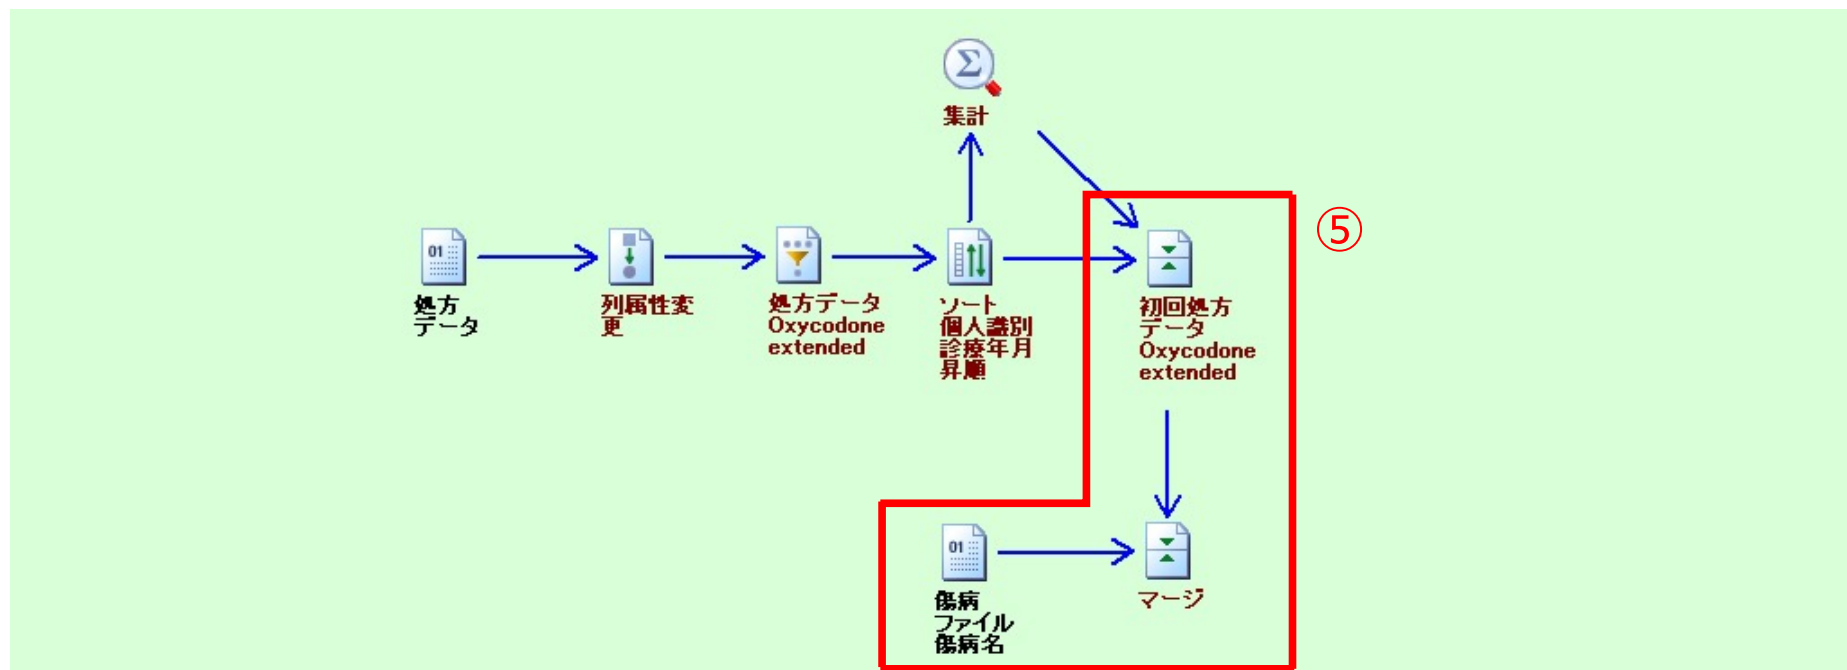 集計
⑤
01
処方
データ
列属性変
更
処方データ
Oxycodone
extended
ソート
個人識別
診療年月
昇順
初回処方
データ
Oxycodone
extended
01
傷病
ファイル
傷病名
マージ